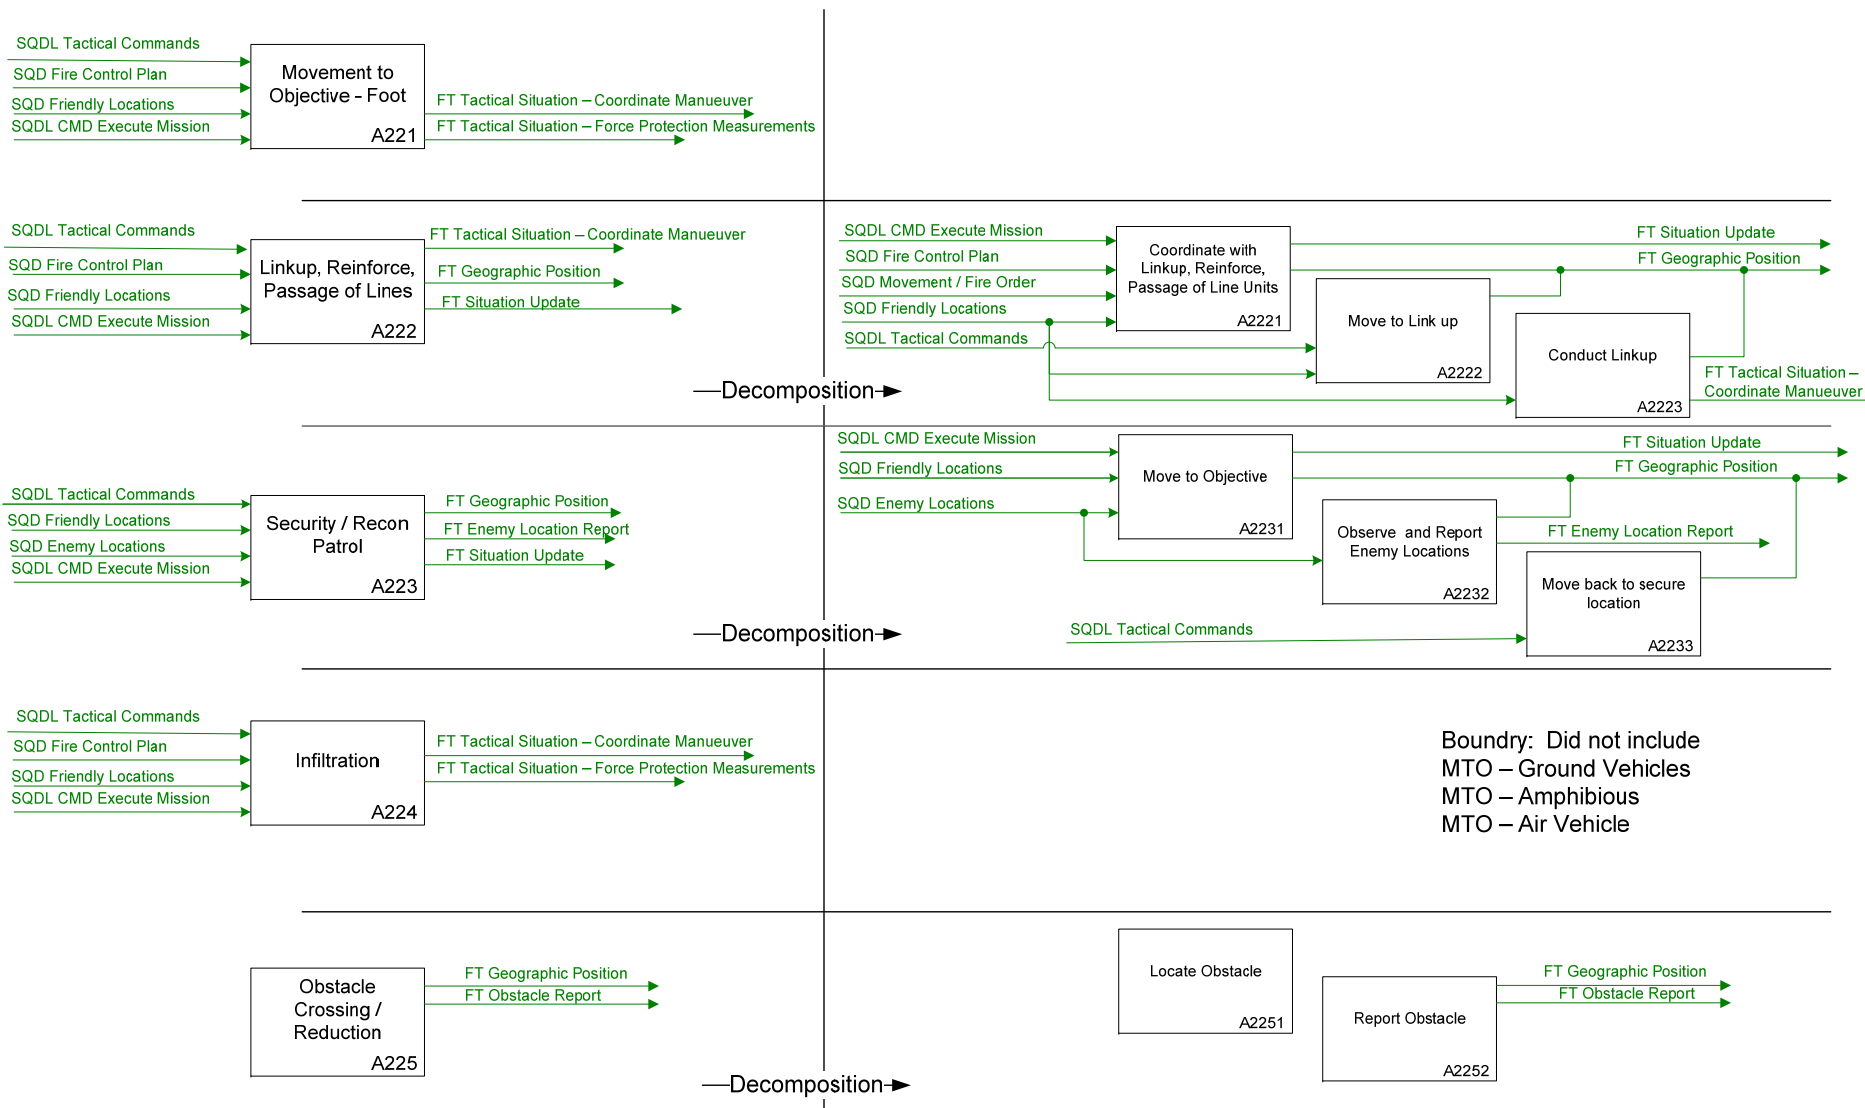 SQDL Tactical Commands
SQD Fire Control Plan
SQD Friendly Locations
SQDL CMD Execute Mission
Movement to
Objective – Foot
A221
FT Tactical Situation – Coordinate Manueuver
FT Tactical Situation – Force Protection Measurements
SQDL Tactical Commands
SQD Fire Control Plan
SQD Friendly Locations
SQDL CMD Execute Mission
Linkup, Reinforce,
Passage of Lines
A222
FT Tactical Situation – Coordinate Manueuver
FT Geographic Position
FT Situation Update
Decomposition
SQDL CMD Execute Mission
SQD Fire Control Plan
SQD Movement / Fire Order
SQD Friendly Locations
SQDL Tactical Commands
Coordinate with
Linkup, Reinforce,
Passage of Line Units
A2221
Move to Link up
A2222
Conduct Linkup
A2223
FT Situation Update
FT Geographic Position
FT Tactical Situation –
Coordinate Manueuver
SQDL Tactical Commands
SQD Friendly Locations
SQD Enemy Locations
SQDL CMD Execute Mission
Security / Recon
Patrol
A223
FT Geographic Position
FT Enemy Location Report
FT Situation Update
Decomposition
SQDL CMD Execute Mission
SQD Friendly Locations
SQD Enemy Locations
Move to Objective
A2231
Observe and Report
Enemy Locations
A2232
SQDL Tactical Commands
Move back to secure
location
A2233
FT Situation Update
FT Geographic Position
FT Enemy Location Report
SQDL Tactical Commands
SQD Fire Control Plan
SQD Friendly Locations
SQDL CMD Execute Mission
Infiltration
A224
FT Tactical Situation – Coordinate Manueuver
FT Tactical Situation – Force Protection Measurements
Boundry: Did not include
MTO – Ground Vehicles
MTO – Amphibious
MTO – Air Vehicle
Obstacle
Crossing /
Reduction
A225
FT Geographic Position
FT Obstacle Report
Decomposition
Locate Obstacle
A2251
Report Obstacle
A2252
FT Geographic Position
FT Obstacle Report